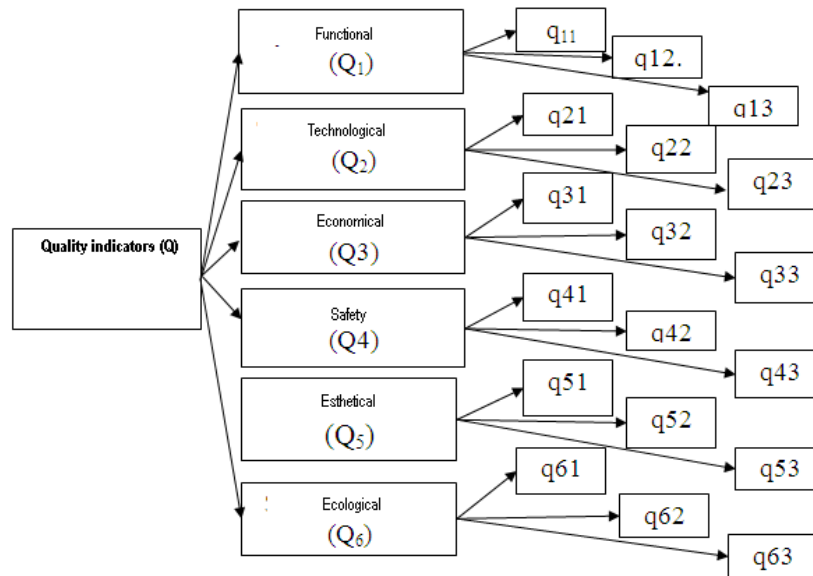 Functional
(Q₁)
q₁₁
q12.
q13
Technological
(Q₂)
q21
q22
q23
Quality indicators (Q)
Economical
(Q3)
q31
q32
q33
Safety
(Q4)
q41
q42
q43
Esthetical
(Q₅)
q51
q52
q53
Ecological
(Q₆)
q61
q62
q63